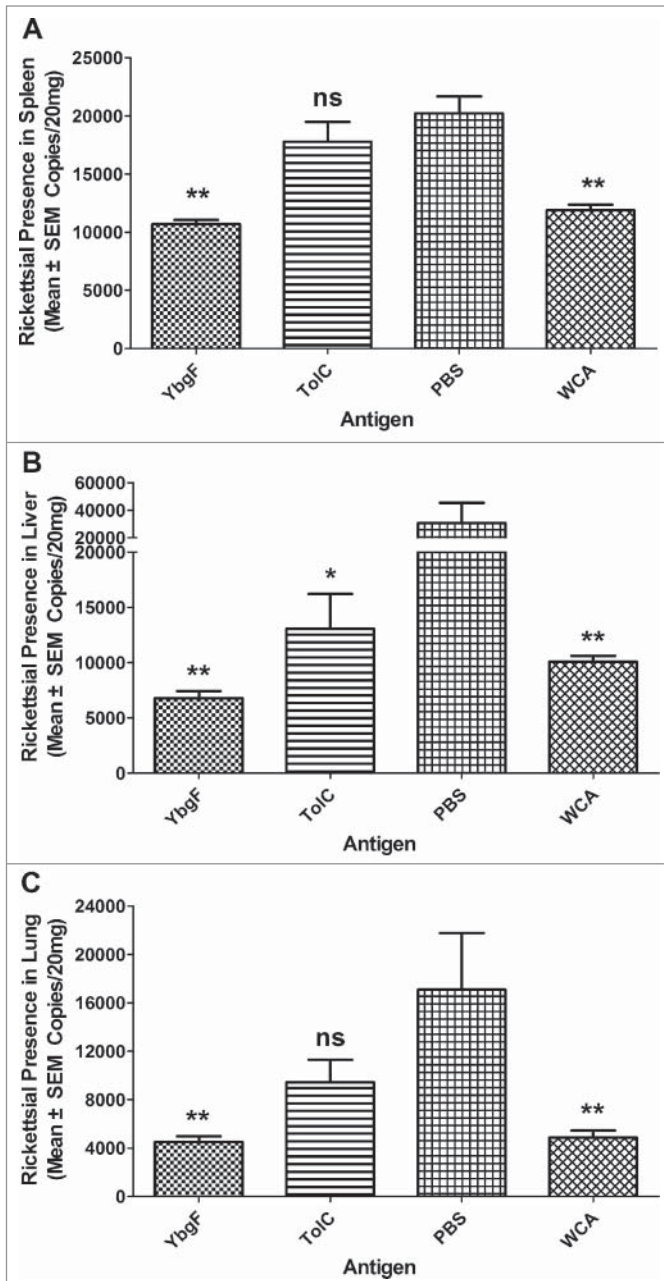 A
Rickettsial Presence in Spleen
(Mean ± SEM Copies/20mg)
25000
20000
15000
10000
5000
0
**
ns
**
YbgF
TolC
PBS
WCA
Antigen
B
Rickettsial Presence in Liver
(Mean ± SEM Copies/20mg)
60000
40000
20000
20000
15000
10000
5000
0
**
*
**
YbgF
TolC
PBS
WCA
Antigen
C
Rickettsial Presence in Lung
(Mean ± SEM Copies/20mg)
24000
20000
16000
12000
8000
4000
0
**
ns
**
YbgF
TolC
PBS
WCA
Antigen